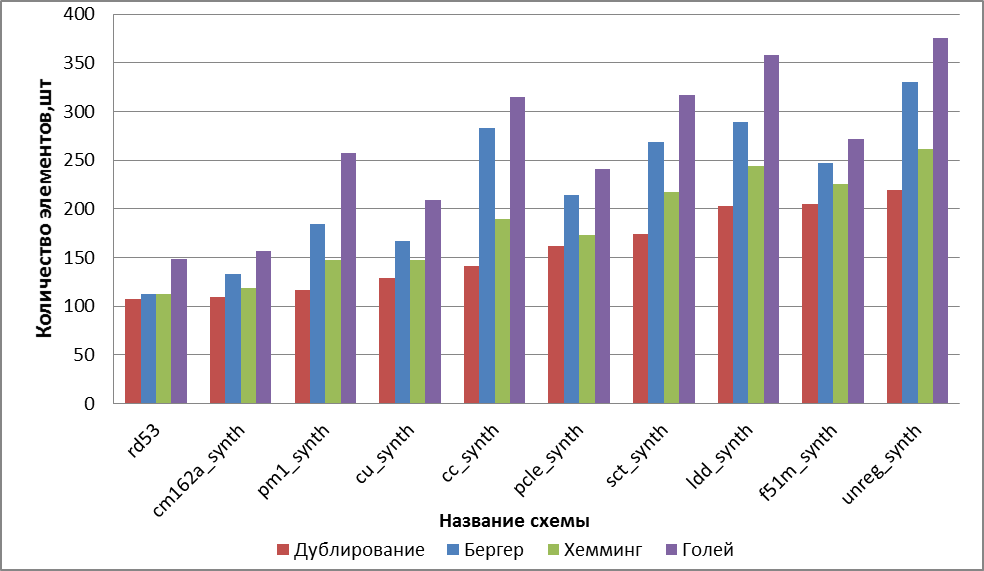 400
350
300
250
200
150
100
50
0
Количество элементов,шт
rd53
cm162a_synth
pm1_synth
cu_synth
cc_synth
pcle_synth
sct_synth
ldd_synth
f51m_synth
unreg_synth
Название схемы
Дублирование Бергер Хемминг Голей